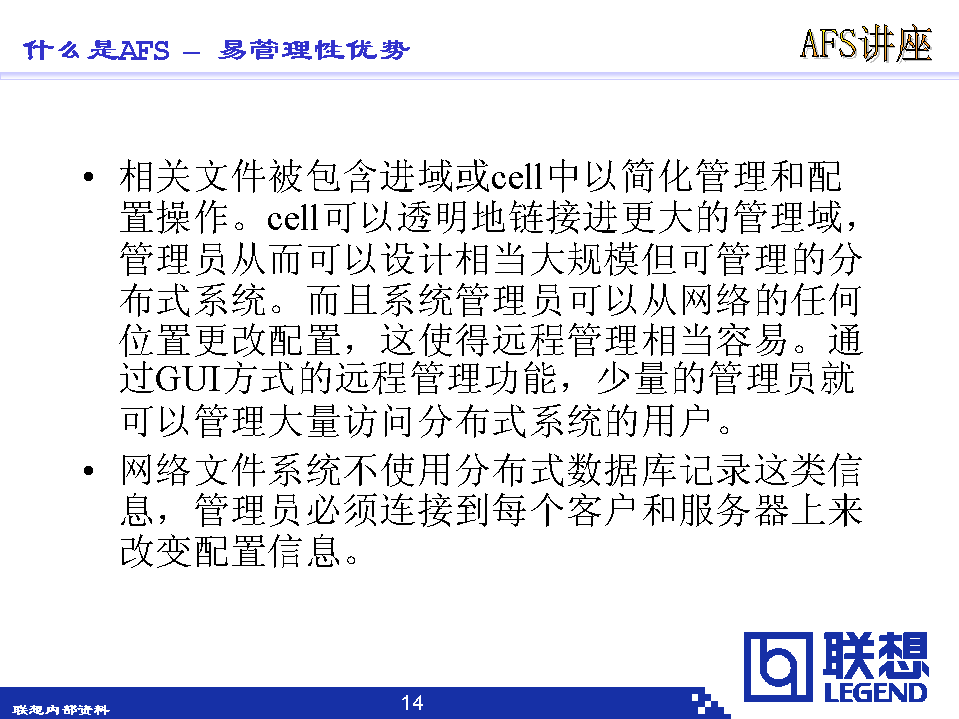 什么是AFS – 易管理性优势
AFS讲座
• 相关文件被包含进域或cell中以简化管理和配
置操作。cell可以透明地链接进更大的管理域，
管理员从而可以设计相当大规模但可管理的分
布式系统。而且系统管理员可以从网络的任何
位置更改配置，这使得远程管理相当容易。通
过GUI方式的远程管理功能，少量的管理员就
可以管理大量访问分布式系统的用户。
• 网络文件系统不使用分布式数据库记录这类信
息，管理员必须连接到每个客户和服务器上来
改变配置信息。
联想
LEGEND
联想内部资料
14